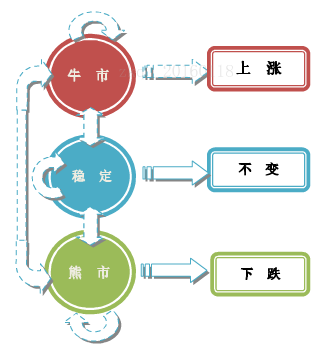 牛 市
上 涨
稳 定
不 变
熊 市
下 跌